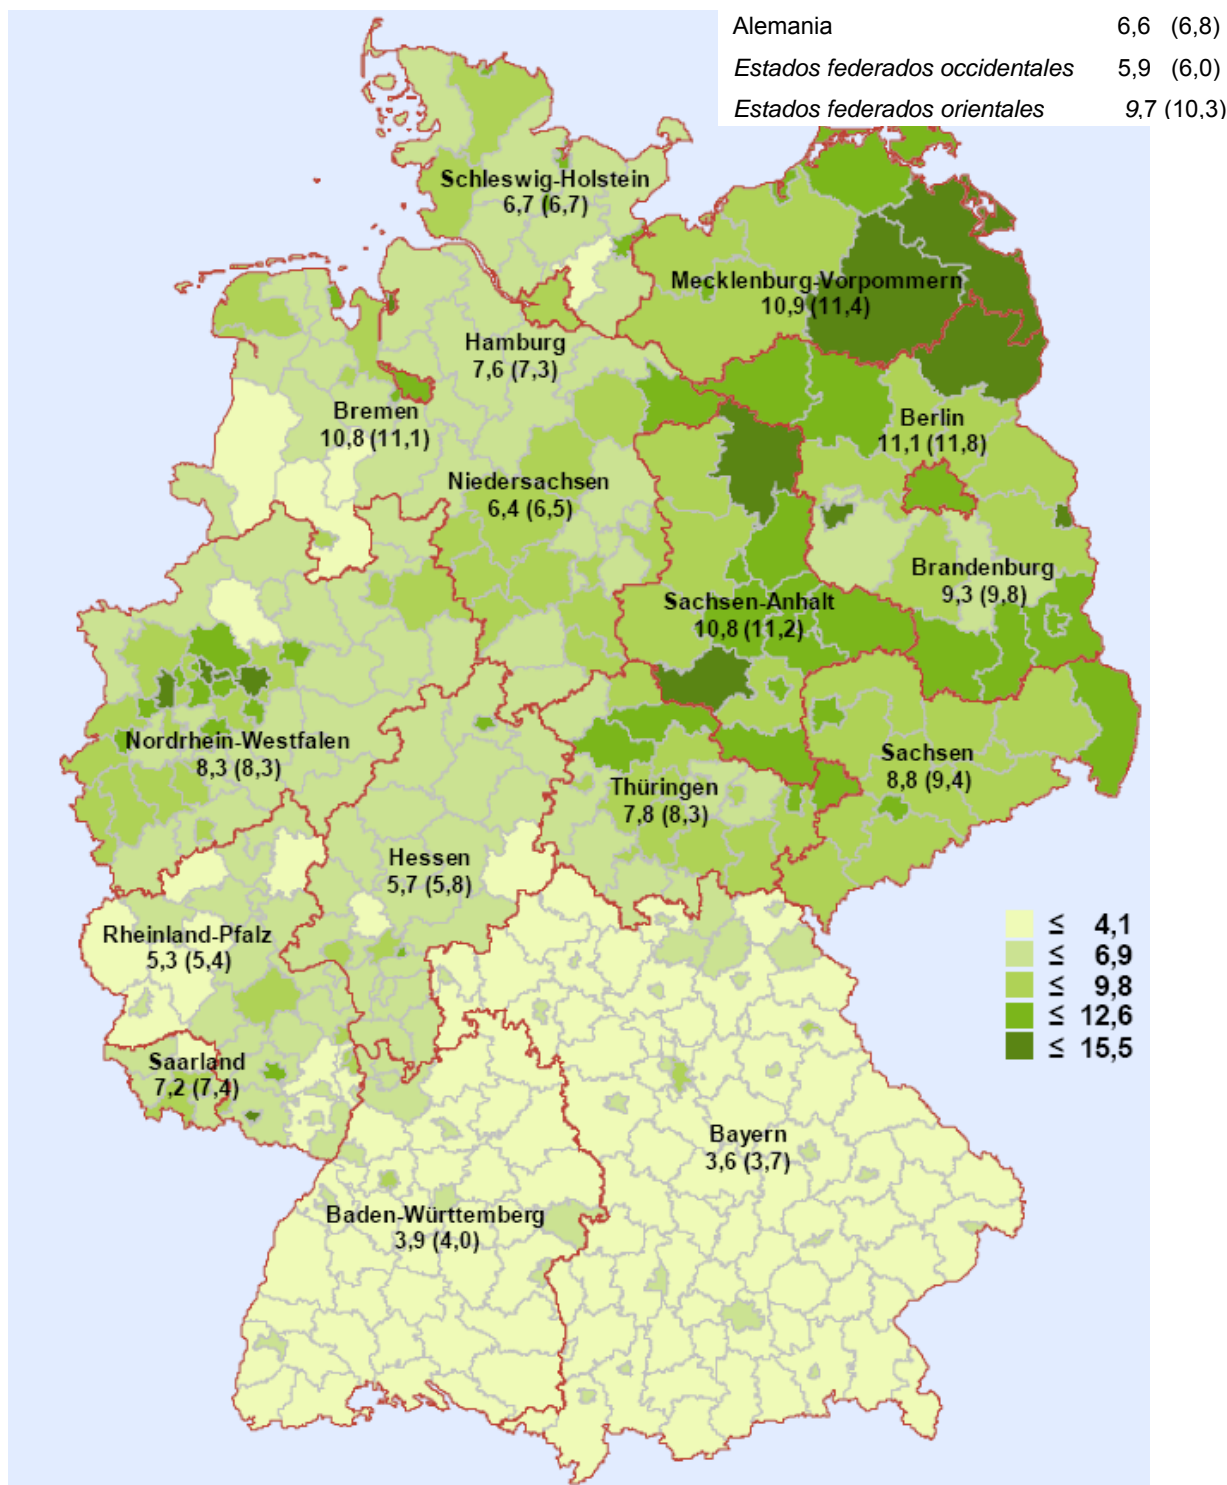 Alemania 6,6 (6,8)
Estados federados occidentales 5,9 (6,0)
Estados federados orientales 9,7 (10,3)
Schleswig-Holstein
6,7 (6,7)
Mecklenburg-Vorpommern
10,9 (11,4)
Hamburg
7,6 (7,3)
Bremen
10,8 (11,1)
Berlin
11,1 (11,8)
Niedersachsen
6,4 (6,5)
Brandenburg
9,3 (9,8)
Sachsen-Anhalt
10,8 (11,2)
Nordrhein-Westfalen
8,3 (8,3)
Sachsen
8,8 (9,4)
Thüringen
7,8 (8,3)
Hessen
5,7 (5,8)
Rheinland-Pfalz
5,3 (5,4)
≤ 4,1
≤ 6,9
≤ 9,8
≤ 12,6
≤ 15,5
Saarland
7,2 (7,4)
Bayern
3,6 (3,7)
Baden-Württemberg
3,9 (4,0)